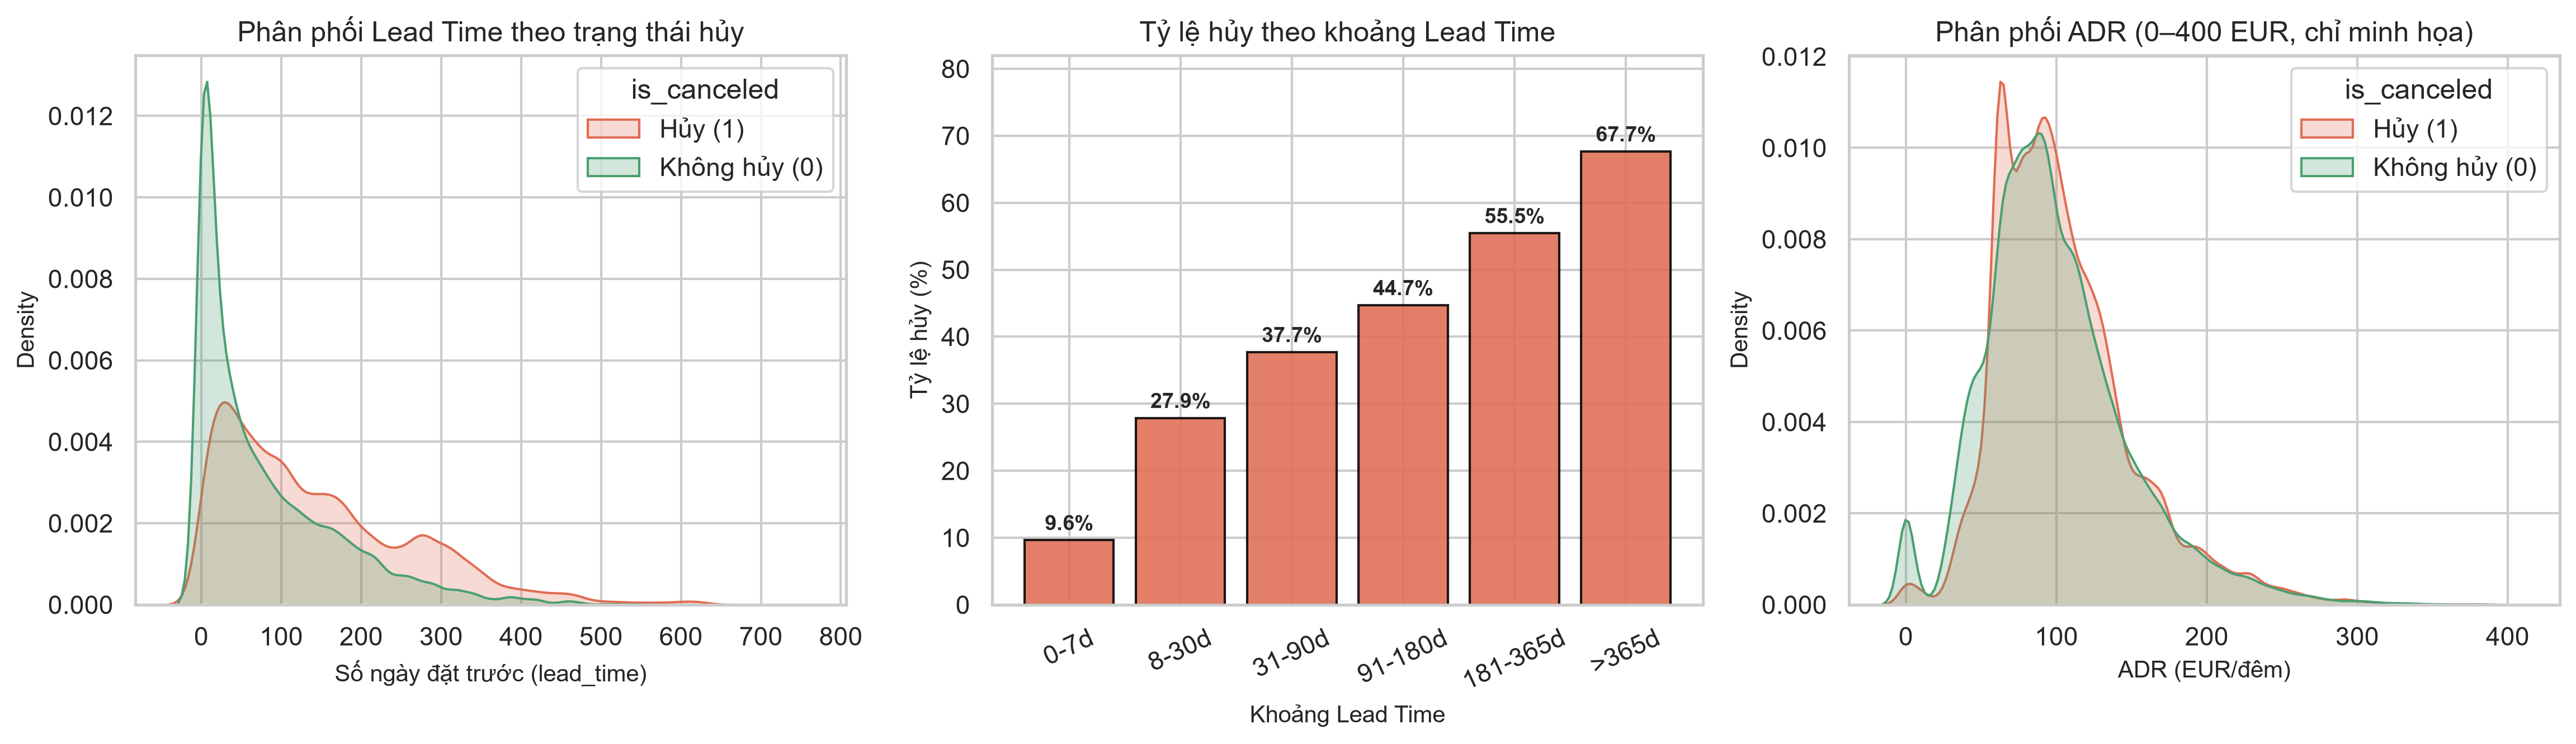 Phân phối Lead Time theo trạng thái hủy
is_canceled
Hủy (1)
Không hủy (0)
0.012
0.010
0.008
0.006
0.004
0.002
0.000
Density
0 100 200 300 400 500 600 700 800
Số ngày đặt trước (lead_time)
Tỷ lệ hủy theo khoảng Lead Time
80
70
60
50
40
30
20
10
0
Tỷ lệ hủy (%)
9.6%
27.9%
37.7%
44.7%
55.5%
67.7%
0-7d 8-30d 31-90d 91-180d 181-365d >365d
Khoảng Lead Time
Phân phối ADR (0–400 EUR, chỉ minh họa)
is_canceled
Hủy (1)
Không hủy (0)
0.012
0.010
0.008
0.006
0.004
0.002
0.000
Density
0 100 200 300 400
ADR (EUR/đêm)